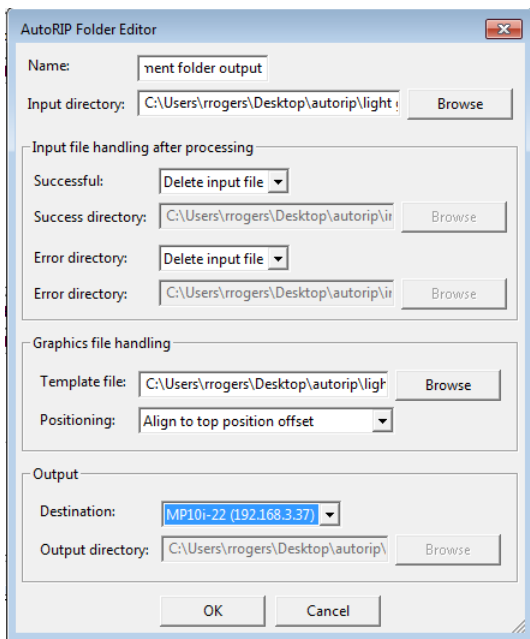 AutoRIP Folder Editor
Name: ment folder output
Input directory: C:\Users\rrogers\Desktop\autorip\light Browse
Input file handling after processing
Successful: Delete input file
Success directory: C:\Users\rrogers\Desktop\autorip\ir Browse
Error directory: Delete input file
Error directory: C:\Users\rrogers\Desktop\autorip\ir Browse
Graphics file handling
Template file: C:\Users\rrogers\Desktop\autorip\ligh Browse
Positioning: Align to top position offset
Output
Destination: MP10i-22 (192.168.3.37)
Output directory: C:\Users\rrogers\Desktop\autorip\ Browse
OK Cancel